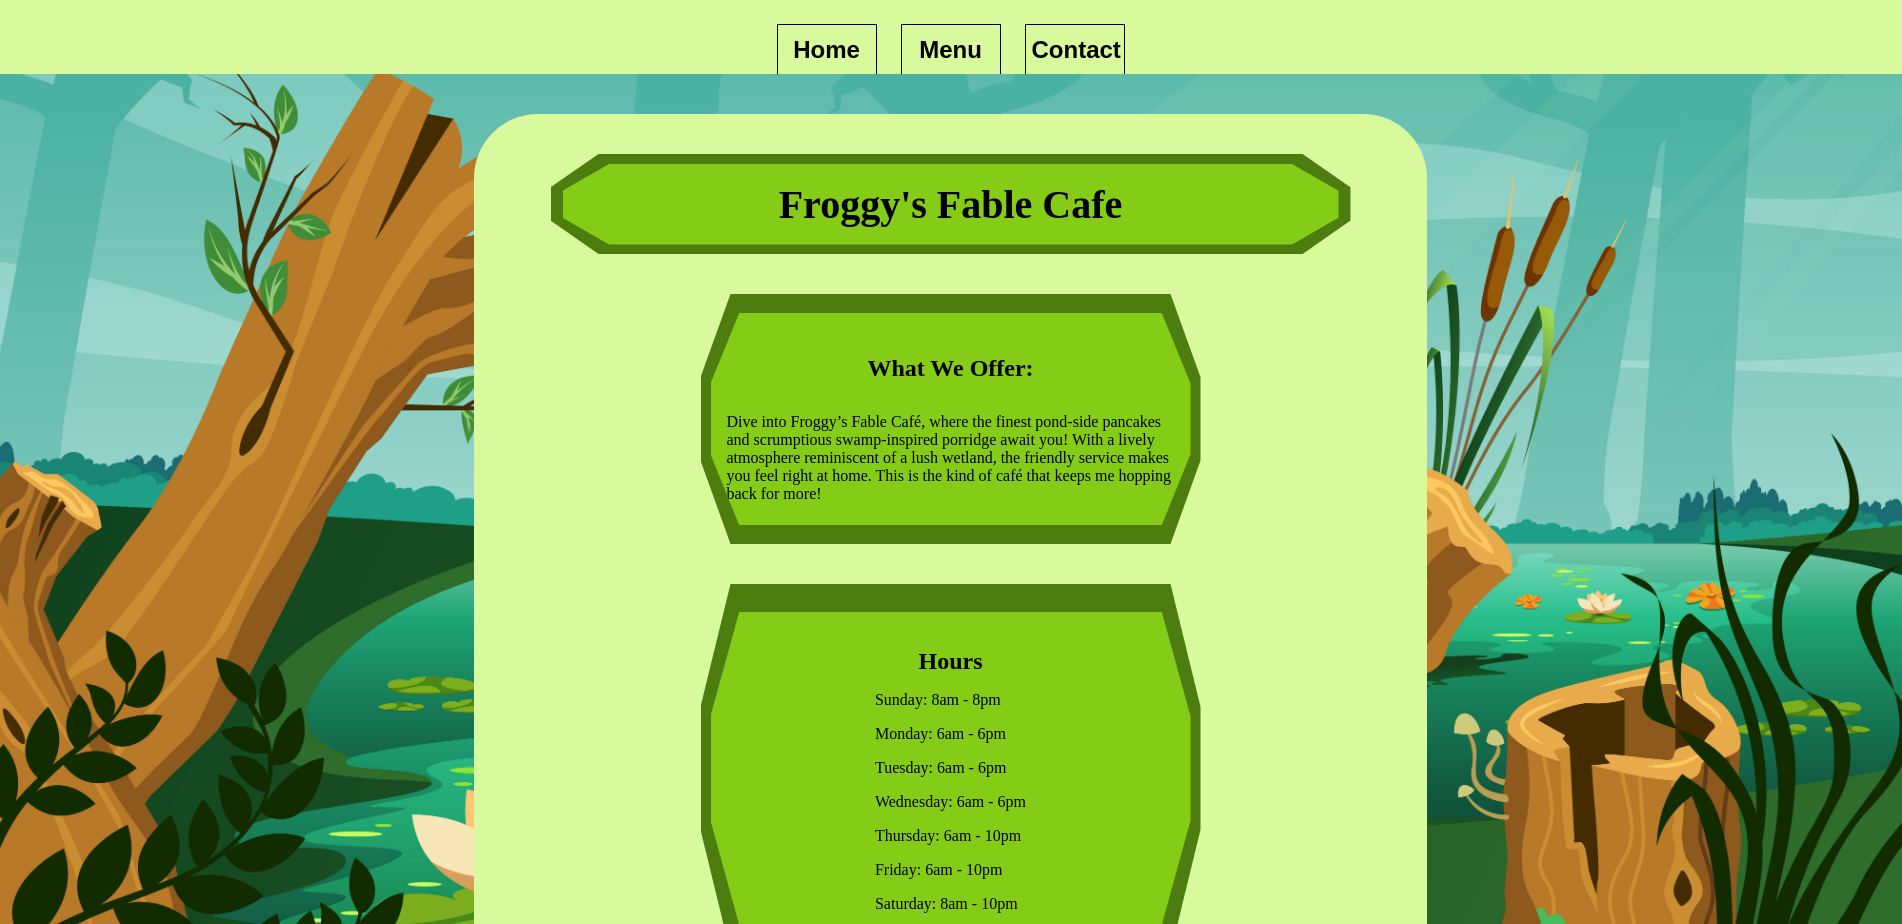 Home
Menu
Contact
Froggy's Fable Cafe
What We Offer:
Dive into Froggy’s Fable Café, where the finest pond-side pancakes
and scrumptious swamp-inspired porridge await you! With a lively
atmosphere reminiscent of a lush wetland, the friendly service makes
you feel right at home. This is the kind of café that keeps me hopping
back for more!
Hours
Sunday: 8am - 8pm
Monday: 6am - 6pm
Tuesday: 6am - 6pm
Wednesday: 6am - 6pm
Thursday: 6am - 10pm
Friday: 6am - 10pm
Saturday: 8am - 10pm